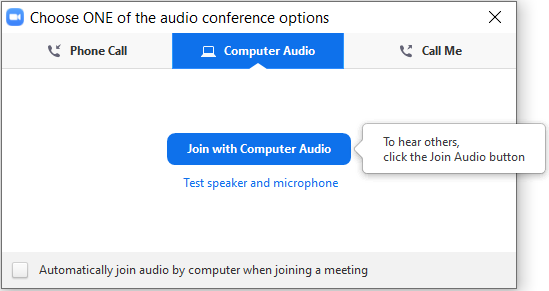 Choose ONE of the audio conference options
Phone Call
Computer Audio
Call Me
Join with Computer Audio
To hear others,
click the Join Audio button
Test speaker and microphone
Automatically join audio by computer when joining a meeting